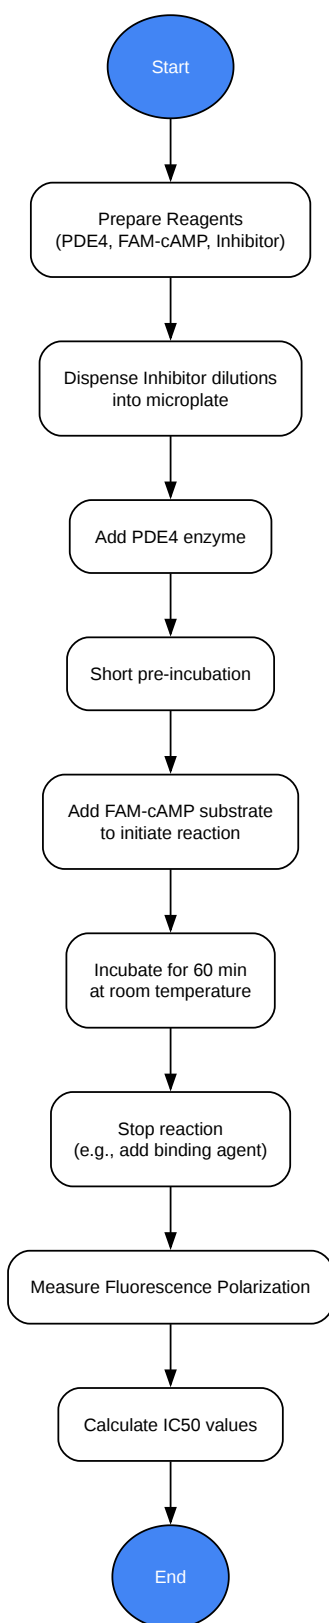 Start
Prepare Reagents
(PDE4, FAM-cAMP, Inhibitor)
Dispense Inhibitor dilutions
into microplate
Add PDE4 enzyme
Short pre-incubation
Add FAM-cAMP substrate
to initiate reaction
Incubate for 60 min
at room temperature
Stop reaction
(e.g., add binding agent)
Measure Fluorescence Polarization
Calculate IC50 values
End